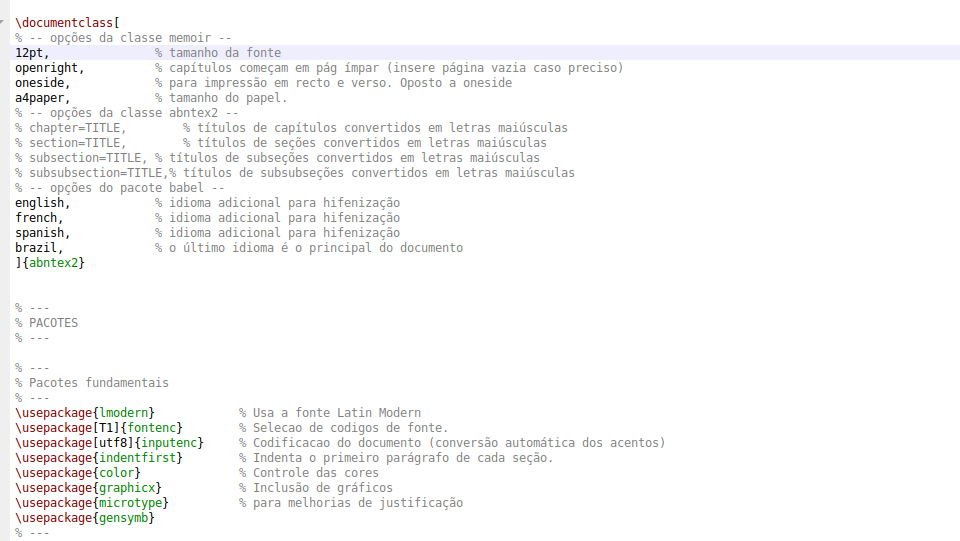 \documentclass[
% -- opções da classe memoir --
12pt, % tamanho da fonte
openright, % capítulos começam em pág ímpar (insere página vazia caso preciso)
oneside, % para impressão em recto e verso. Oposto a oneside
a4paper, % tamanho do papel.
% -- opções da classe abntex2 --
% chapter=TITLE, % títulos de capítulos convertidos em letras maiúsculas
% section=TITLE, % títulos de seções convertidos em letras maiúsculas
% subsection=TITLE, % títulos de subseções convertidos em letras maiúsculas
% subsubsection=TITLE,% títulos de subsubseções convertidos em letras maiúsculas
% -- opções do pacote babel --
english, % idioma adicional para hifenização
french, % idioma adicional para hifenização
spanish, % idioma adicional para hifenização
brazil, % o último idioma é o principal do documento
]{abntex2}
% ---
% PACOTES
% ---
% ---
% Pacotes fundamentais
% ---
\usepackage{lmodern} % Usa a fonte Latin Modern
\usepackage[T1]{fontenc} % Selecao de codigos de fonte.
\usepackage[utf8]{inputenc} % Codificacao do documento (conversão automática dos acentos)
\usepackage{indentfirst} % Indenta o primeiro parágrafo de cada seção.
\usepackage{color} % Controle das cores
\usepackage{graphicx} % Inclusão de gráficos
\usepackage{microtype} % para melhorias de justificação
\usepackage{gensymb}
% ---